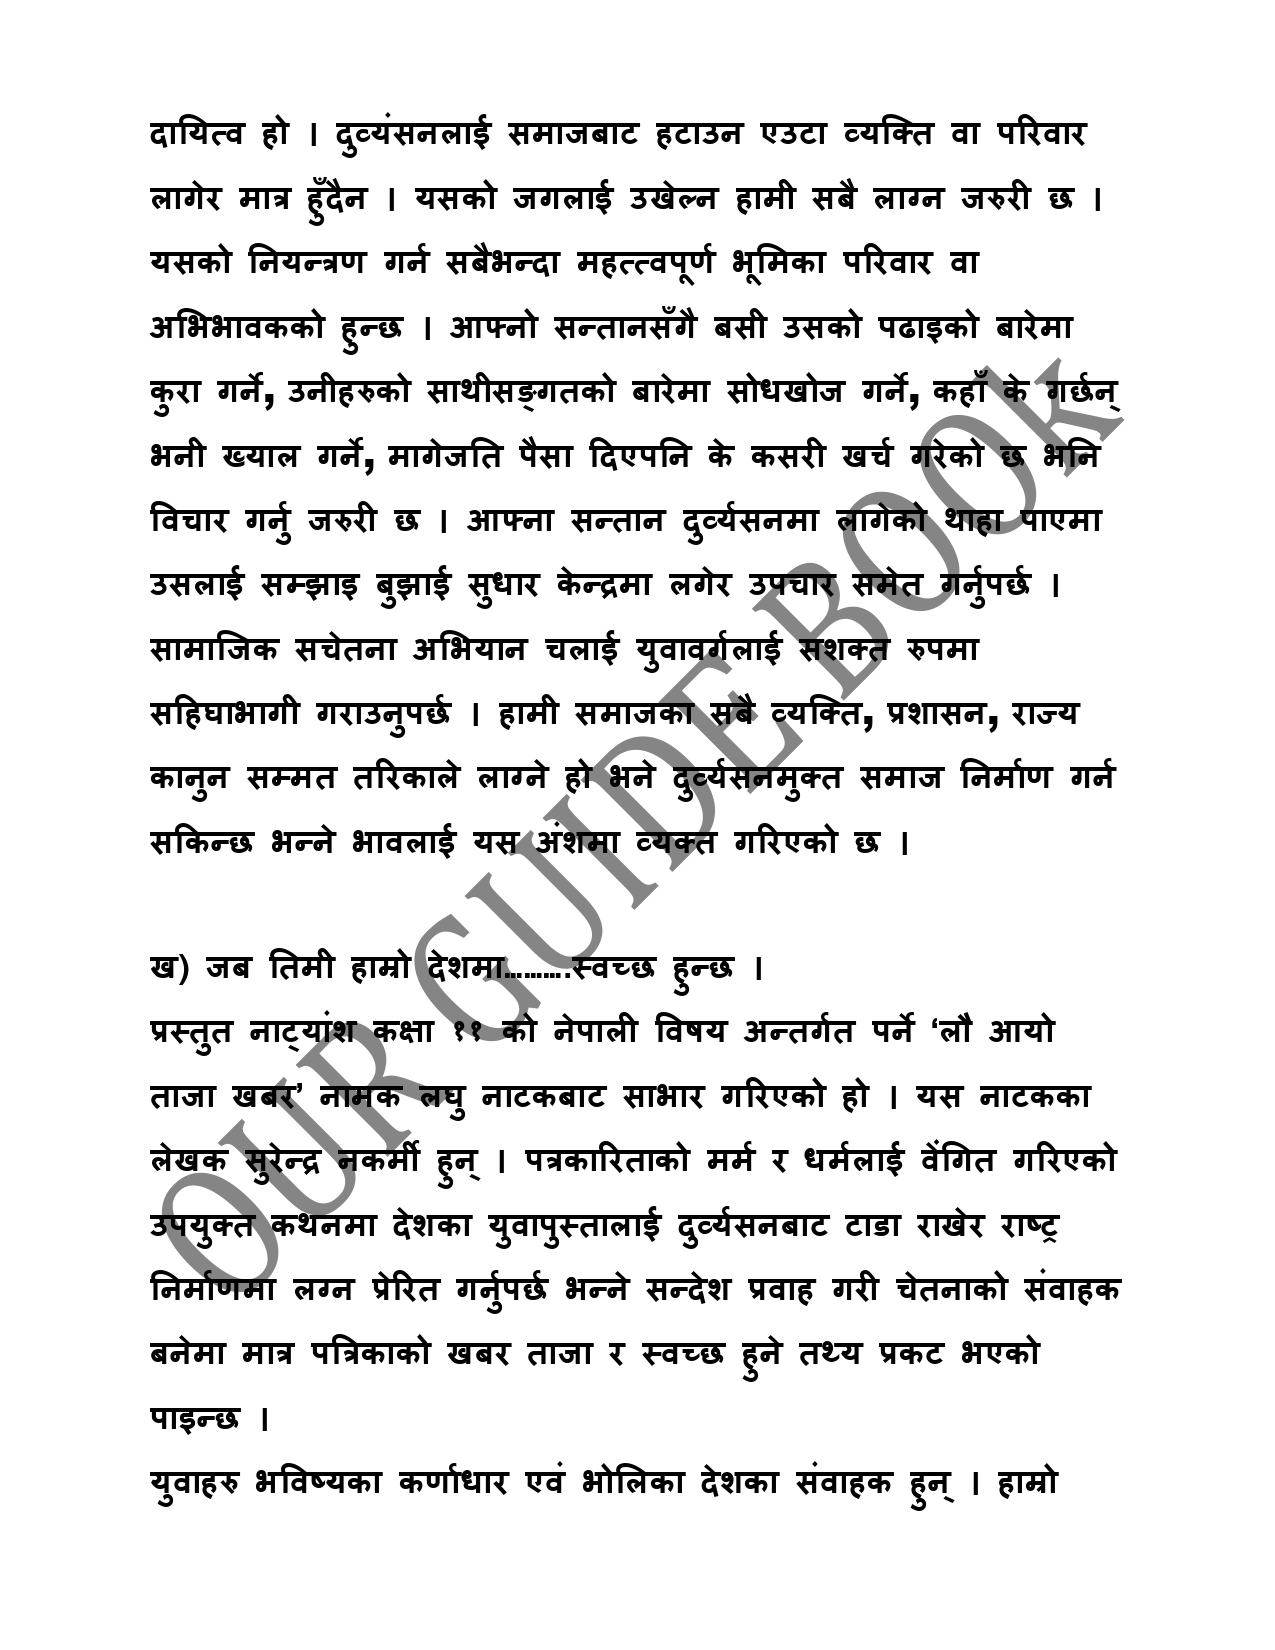 दायित्व हो । दुव्यंसनलाई समाजबाट हटाउन एउटा व्यक्ति वा परिवार
लागेर मात्र हुँदैन । यसको जगलाई उखेल्न हामी सबै लाग्न जरुरी छ ।
यसको नियन्त्रण गर्न सबैभन्दा महत्त्वपूर्ण भूमिका परिवार वा
अभिभावकको हुन्छ । आफ्नो सन्तानसँगै बसी उसको पढाइको बारेमा
कुरा गर्ने, उनीहरुको साथीसङ्गतको बारेमा सोधखोज गर्ने, कहाँ के गर्छन्
भनी ख्याल गर्ने, मागेजति पैसा दिएपनि के कसरी खर्च गरेको छ भनि
विचार गर्नु जरुरी छ । आफ्ना सन्तान दुर्व्यसनमा लागेको थाहा पाएमा
उसलाई सम्झाइ बुझाई सुधार केन्द्रमा लगेर उपचार समेत गर्नुपर्छ ।
सामाजिक सचेतना अभियान चलाई युवावर्गलाई सशक्त रुपमा
सहिघाभागी गराउनुपर्छ । हामी समाजका सबै व्यक्ति, प्रशासन, राज्य
कानुन सम्मत तरिकाले लाग्ने हो भने दुर्व्यसनमुक्त समाज निर्माण गर्न
सकिन्छ भन्ने भावलाई यस अंशमा व्यक्त गरिएको छ ।
ख) जब तिमी हाम्रो देशमा……….स्वच्छ हुन्छ ।
प्रस्तुत नाट्यांश कक्षा ११ को नेपाली विषय अन्तर्गत पर्ने ‘लौ आयो
ताजा खबर’ नामक लघु नाटकबाट साभार गरिएको हो । यस नाटकका
लेखक सुरेन्द्र नकर्मी हुन् । पत्रकारिताको मर्म र धर्मलाई वेंगित गरिएको
उपयुक्त कथनमा देशका युवापुस्तालाई दुर्व्यसनबाट टाडा राखेर राष्ट्र
निर्माणमा लग्न प्रेरित गर्नुपर्छ भन्ने सन्देश प्रवाह गरी चेतनाको संवाहक
बनेमा मात्र पत्रिकाको खबर ताजा र स्वच्छ हुने तथ्य प्रकट भएको
पाइन्छ ।
युवाहरु भविष्यका कर्णाधार एवं भोलिका देशका संवाहक हुन् । हाम्रो
OUR GUIDE BOOK